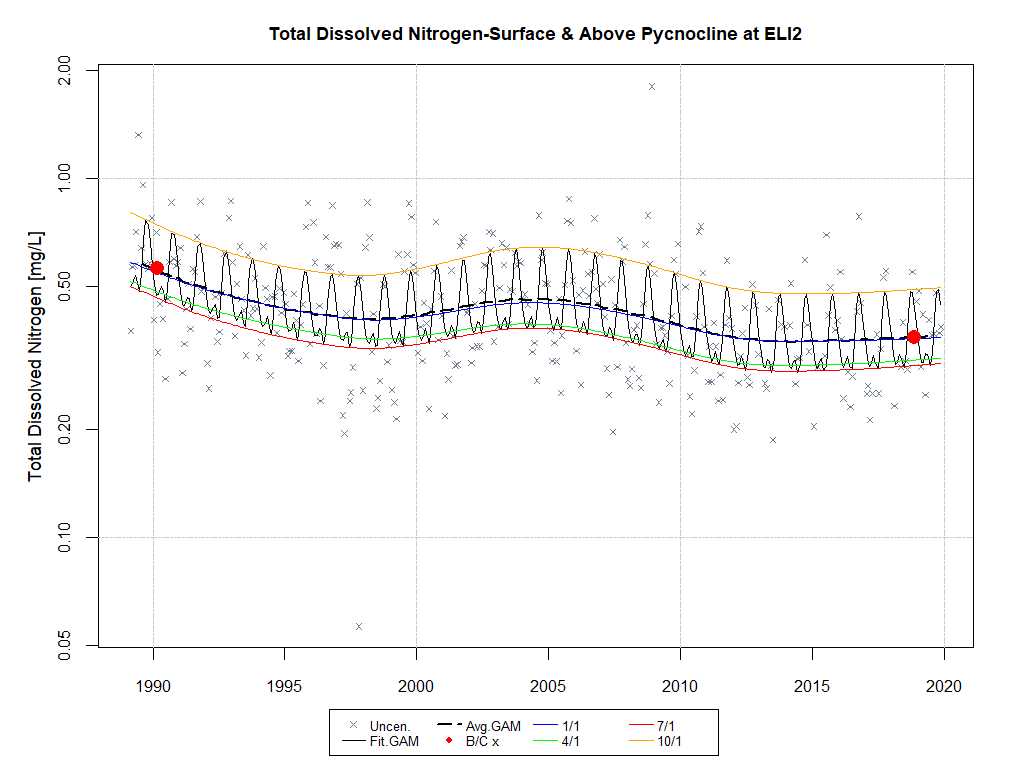 Total Dissolved Nitrogen-Surface & Above Pycnocline at ELI2
Total Dissolved Nitrogen [mg/L]
2.00
1.00
0.50
0.20
0.10
0.05
1990 1995 2000 2005 2010 2015 2020
Uncen. Avg.GAM 1/1 7/1
Fit.GAM B/C x 4/1 10/1